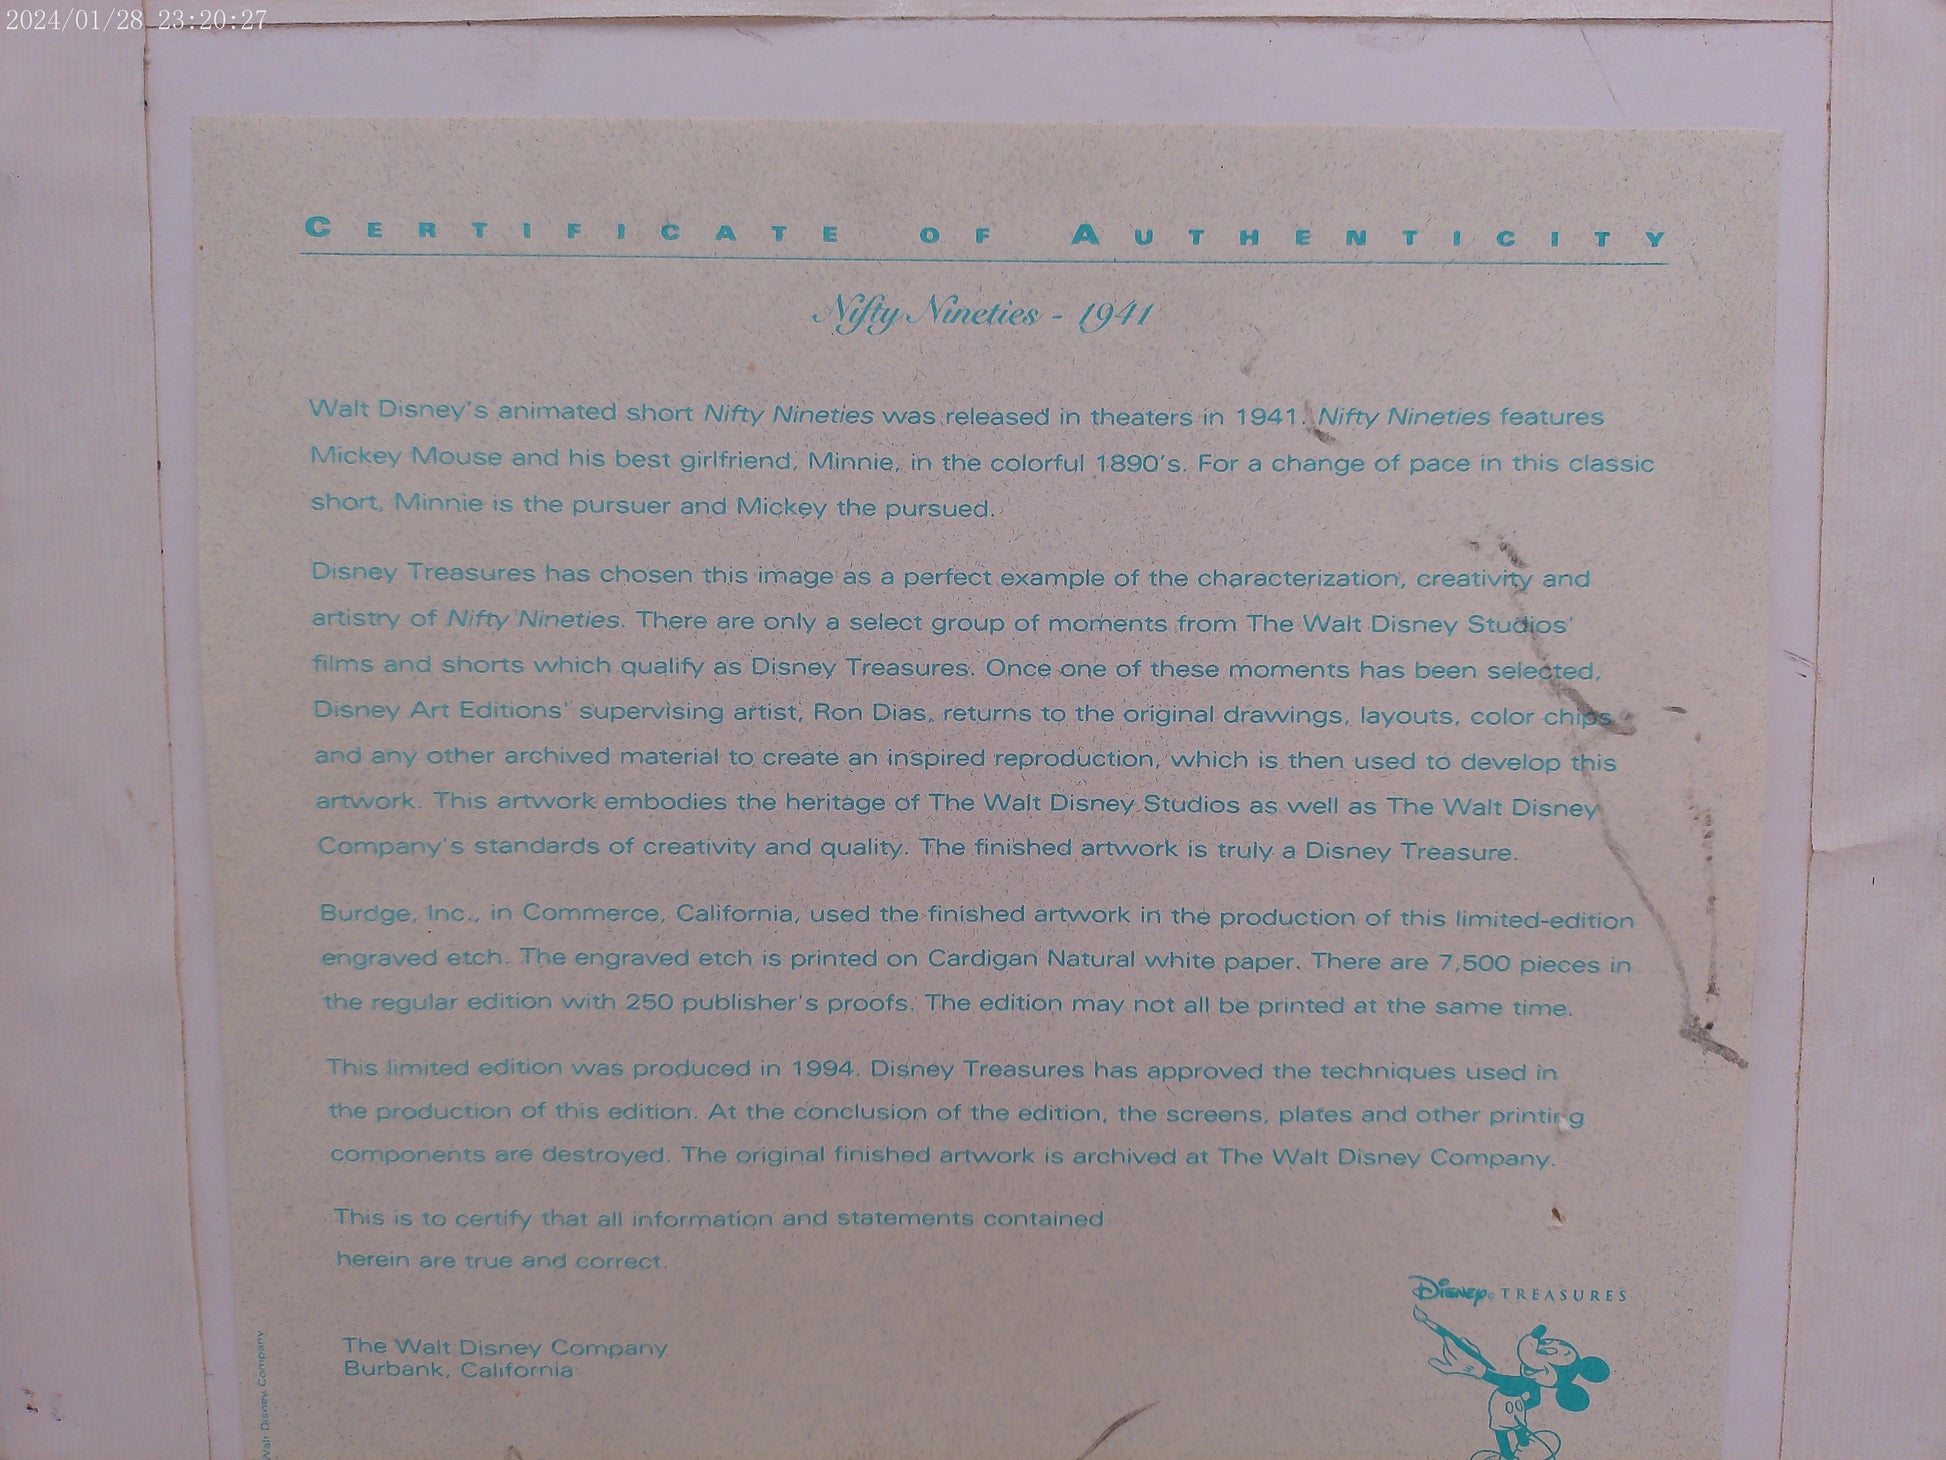 2024/01/28 23:20:27
CERTIFICATE OF AUTHENTICITY
Nifty Nineties - 1941
Walt Disney's animated short Nifty Nineties was released in theaters in 1941. Nifty Nineties features
Mickey Mouse and his best girlfriend, Minnie, in the colorful 1890's. For a change of pace in this classic
short, Minnie is the pursuer and Mickey the pursued.
Disney Treasures has chosen this image as a perfect example of the characterization, creativity and
artistry of Nifty Nineties. There are only a select group of moments from The Walt Disney Studios'
films and shorts which qualify as Disney Treasures. Once one of these moments has been selected,
Disney Art Editions' supervising artist, Ron Dias, returns to the original drawings, layouts, color chips
and any other archived material to create an inspired reproduction, which is then used to develop this
artwork. This artwork embodies the heritage of The Walt Disney Studios as well as The Walt Disney
Company's standards of creativity and quality. The finished artwork is truly a Disney Treasure.
Burdge, Inc., in Commerce, California, used the finished artwork in the production of this limited-edition
engraved etch. The engraved etch is printed on Cardigan Natural white paper. There are 7,500 pieces in
the regular edition with 250 publisher's proofs. The edition may not all be printed at the same time.
This limited edition was produced in 1994. Disney Treasures has approved the techniques used in
the production of this edition. At the conclusion of the edition, the screens, plates and other printing
components are destroyed. The original finished artwork is archived at The Walt Disney Company.
This is to certify that all information and statements contained
herein are true and correct.
Disney TREASURES
The Walt Disney Company
Burbank, California
Walt Disney Company